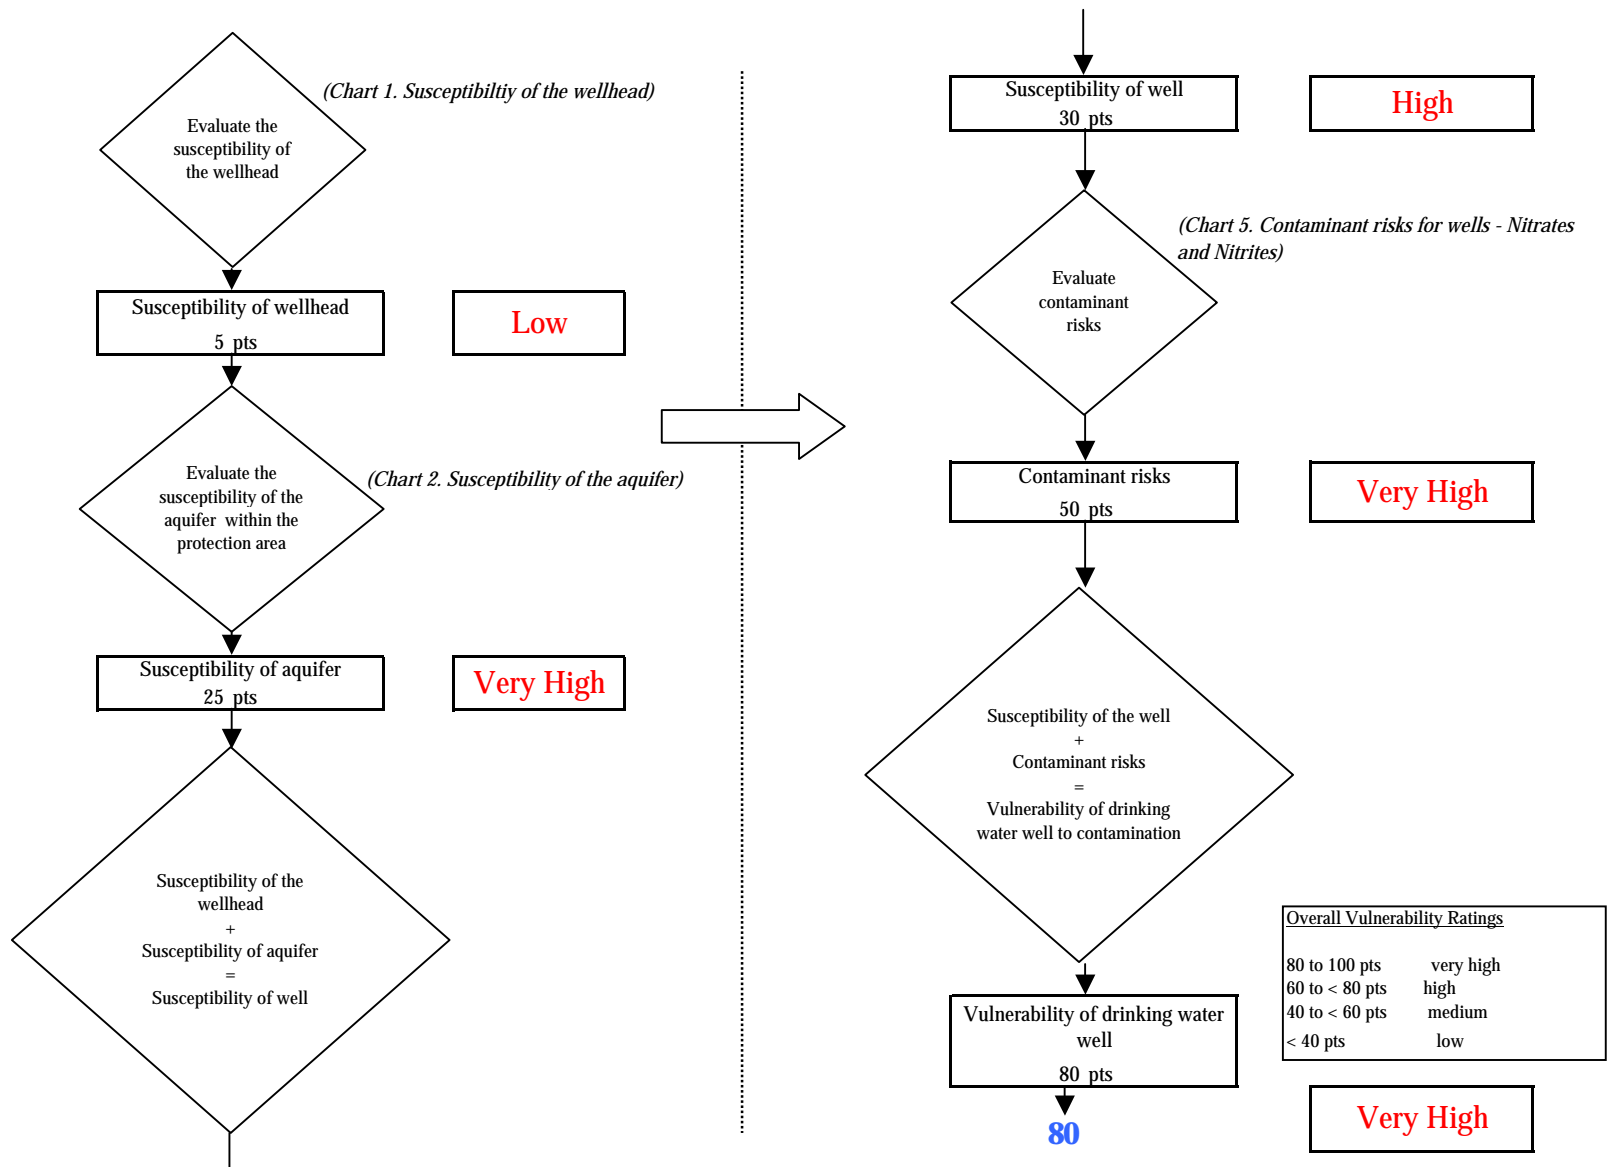 (Chart 1. Susceptibiltiy of the wellhead)
Evaluate the
susceptibility of
the wellhead
Susceptibility of wellhead
5 pts
Low
Evaluate the
susceptibility of the
aquifer within the
protection area
(Chart 2. Susceptibility of the aquifer)
Susceptibility of aquifer
25 pts
Very High
Susceptibility of the
wellhead
+
Susceptibility of aquifer
=
Susceptibility of well
Susceptibility of well
30 pts
High
(Chart 5. Contaminant risks for wells - Nitrates
and Nitrites)
Evaluate
contaminant
risks
Contaminant risks
50 pts
Very High
Susceptibility of the well
+
Contaminant risks
=
Vulnerability of drinking
water well to contamination
Overall Vulnerability Ratings
80 to 100 pts very high
60 to < 80 pts high
40 to < 60 pts medium
< 40 pts low
Vulnerability of drinking water
well
80 pts
80
Very High